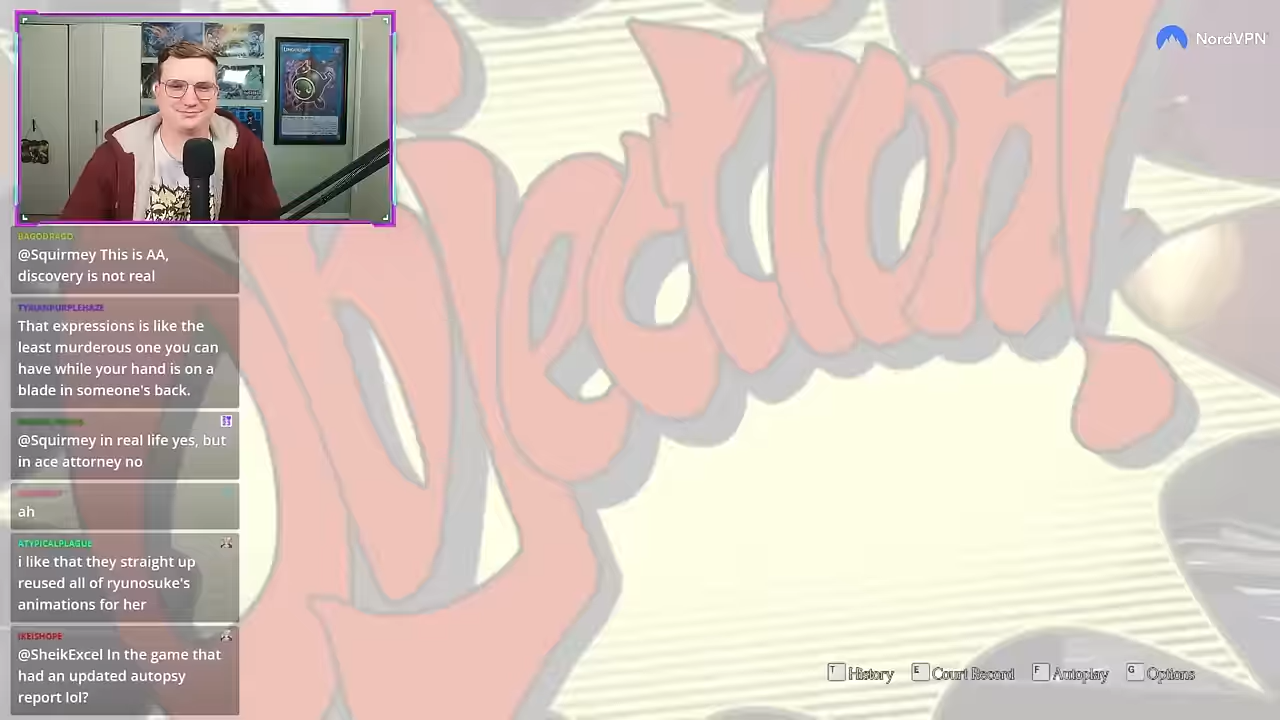 NordVPN
Objection!
BAGODRAGO
@Squirmey This is AA,
discovery is not real
TYRIANPURPLEHAZE
That expressions is like the
least murderous one you can
have while your hand is on a
blade in someone's back.
@Squirmey in real life yes, but
in ace attorney no
ah
ATYPICALPLAGUE
i like that they straight up
reused all of ryunosuke's
animations for her
IKEISHOPE
@SheikExcel In the game that
had an updated autopsy
report lol?
T History E Court Record F Autoplay G Options